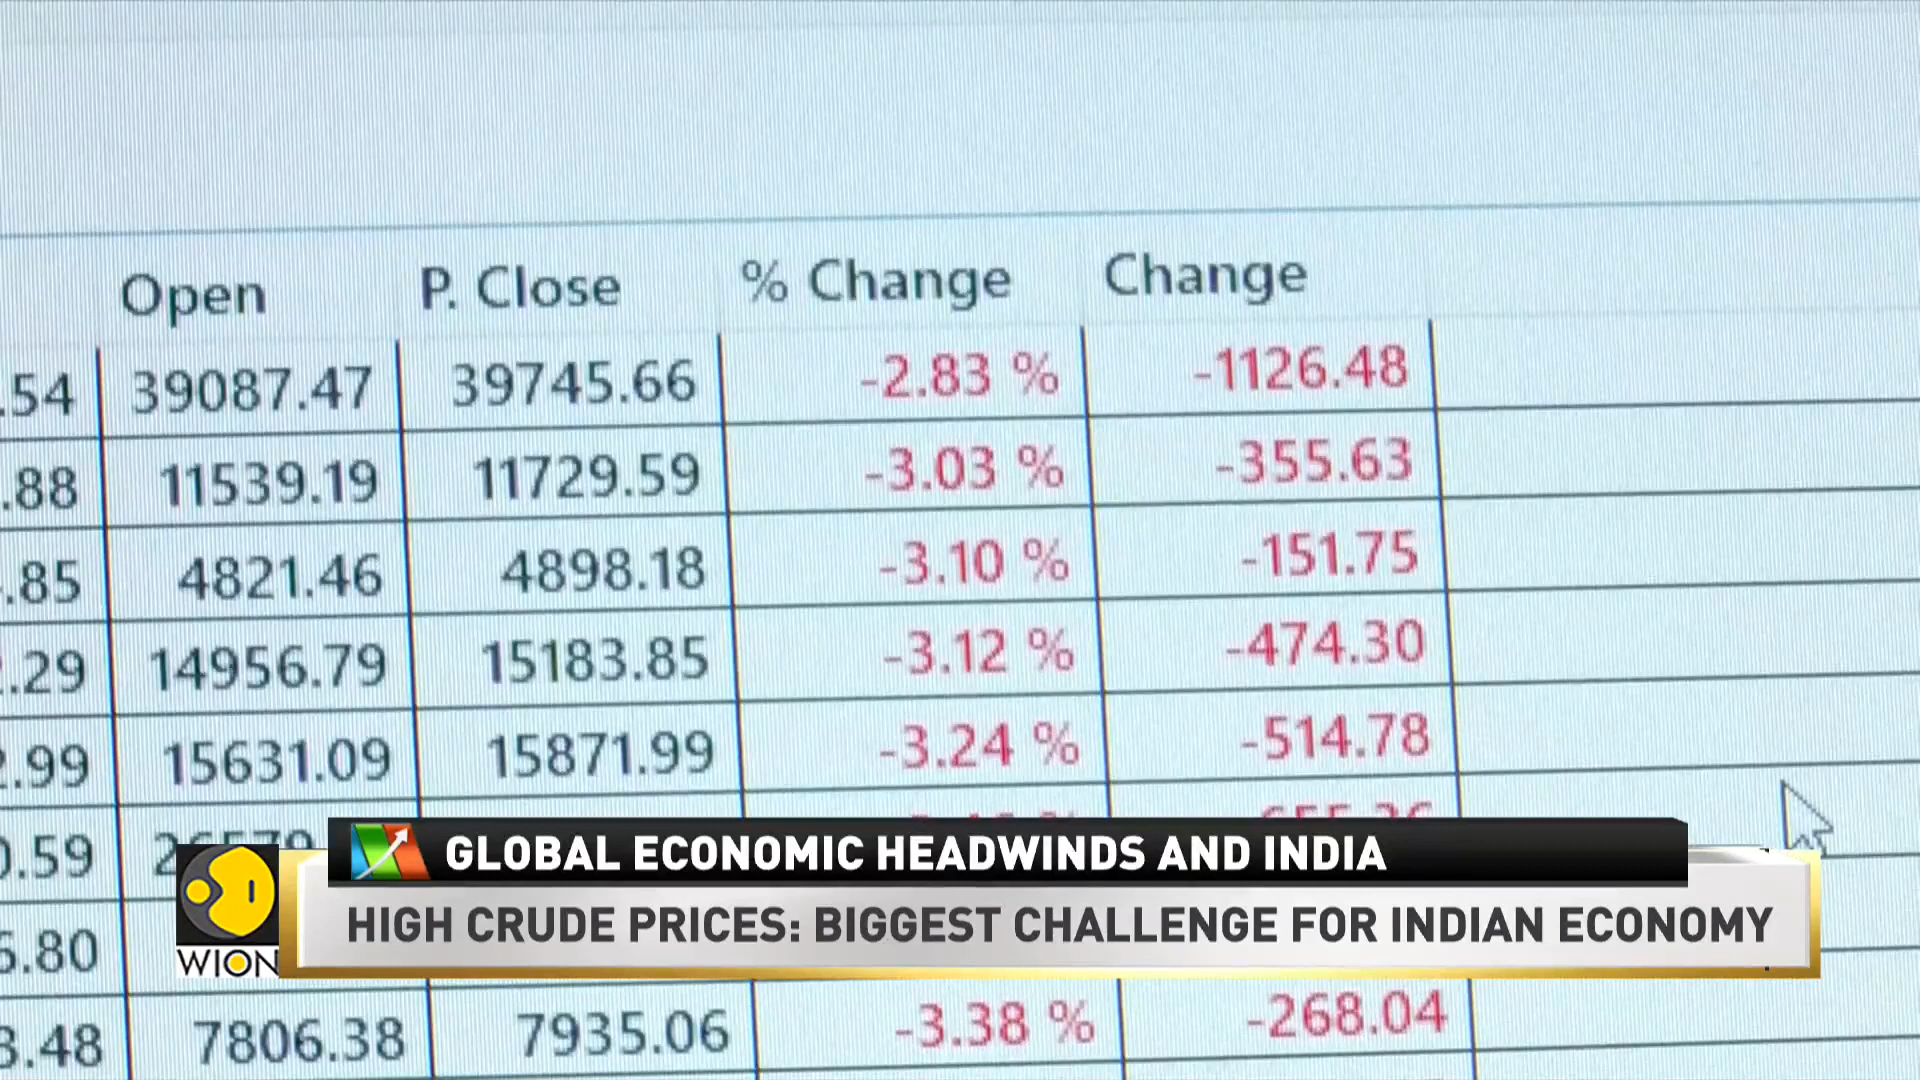 Open P. Close % Change Change
.54 39087.47 39745.66 -2.83 % -1126.48
.88 11539.19 11729.59 -3.03 % -355.63
.85 4821.46 4898.18 -3.10 % -151.75
.29 14956.79 15183.85 -3.12 % -474.30
.99 15631.09 15871.99 -3.24 % -514.78
.59
GLOBAL ECONOMIC HEADWINDS AND INDIA
HIGH CRUDE PRICES: BIGGEST CHALLENGE FOR INDIAN ECONOMY
WION
.80
.48 7806.38 7935.06 -3.38 % -268.04